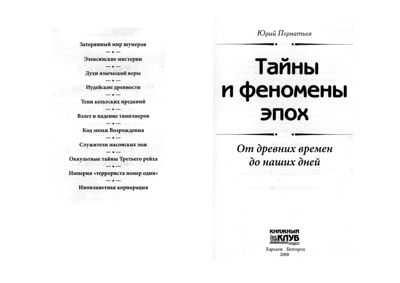 Затерянный мир шумеров
Элевсинские мистерии
Духи языческой веры
Иудейские древности
Тени кельтских преданий
Взлет и падение тамплиеров
Код эпохи Возрождения
Служители масонских лож
Оккультные тайны Третьего рейха
Империя «террориста номер один»
Инопланетная корпорация
Юрий Пернатьев
Тайны
и феномены
эпох
От древних времен
до наших дней
КНИЖНЫЙ
КЛУБ
Харьков Белгород
2008